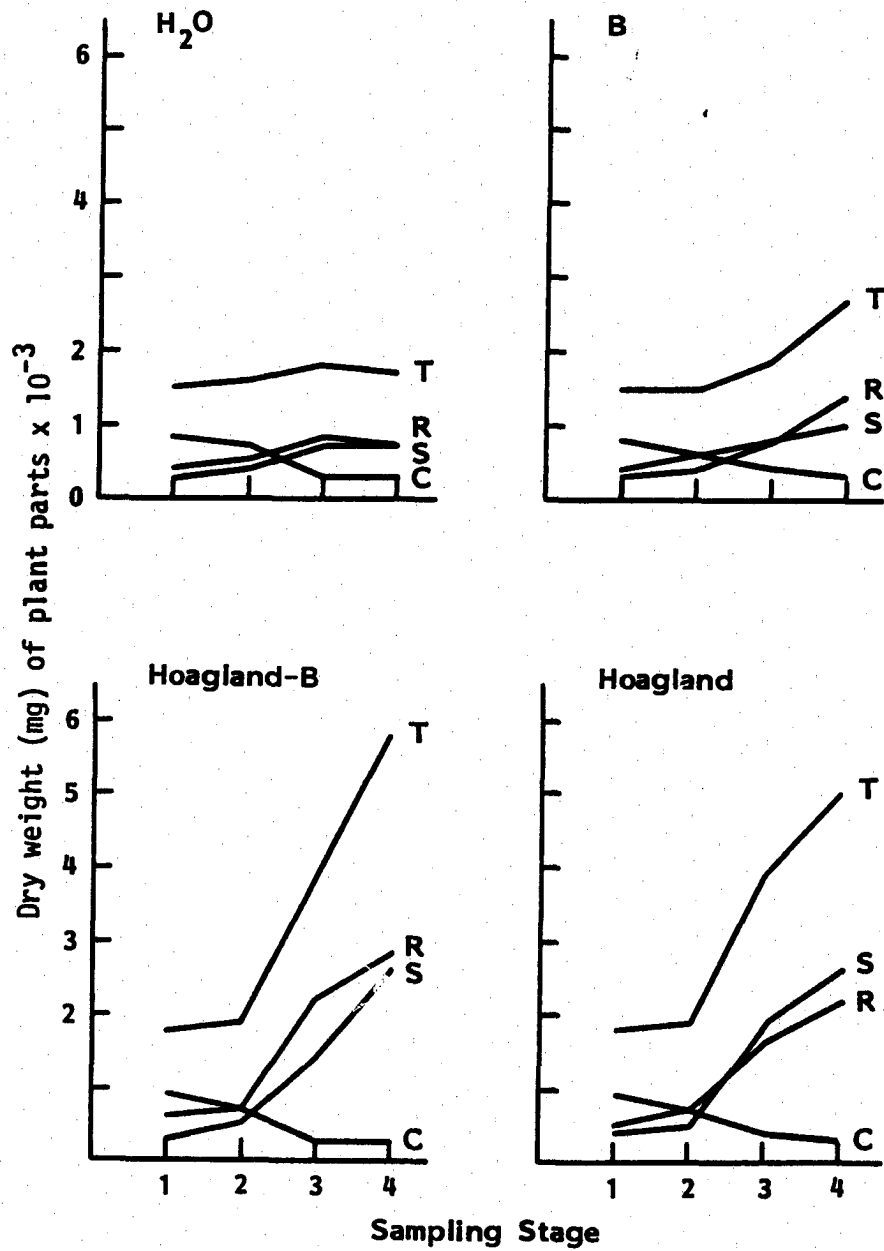 H2O
6
4
2
1
0
T
R
S
C
B
T
R
S
C
Dry weight (mg) of plant parts x 10-3
Hoagland-B
6
5
4
3
2
T
R
S
C
1 2 3 4
Hoagland
T
S
R
C
1 2 3 4
Sampling Stage